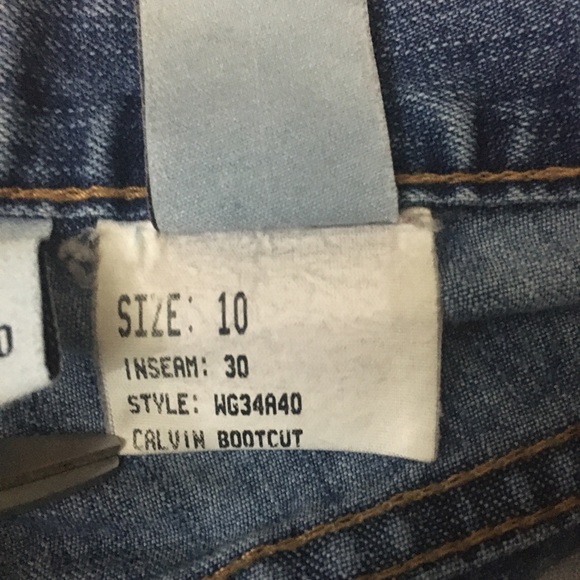 SIZE: 10
INSEAM: 30
STYLE: WG34A40
CALVIN BOOTCUT